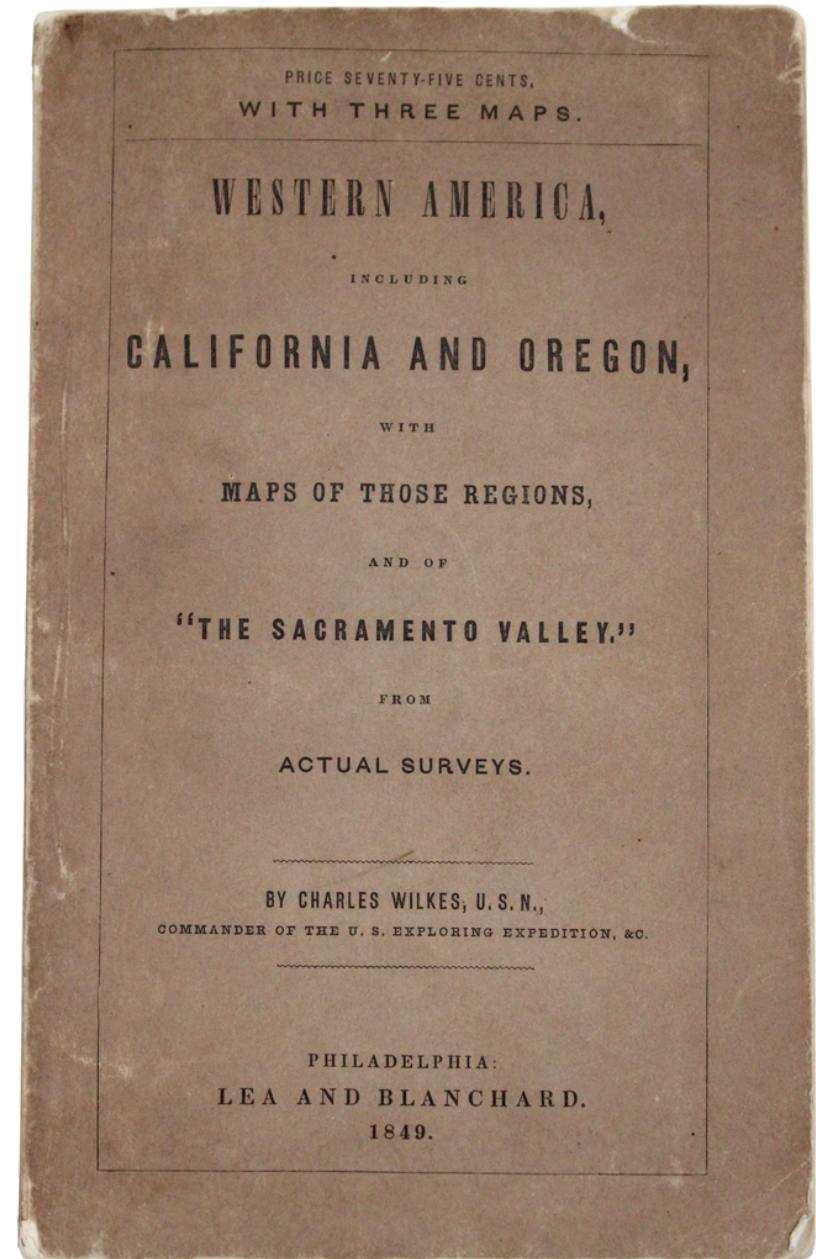 PRICE SEVENTY-FIVE CENTS,
WITH THREE MAPS.
WESTERN AMERICA,
INCLUDING
CALIFORNIA AND OREGON,
WITH
MAPS OF THOSE REGIONS,
AND OF
“THE SACRAMENTO VALLEY.”
FROM
ACTUAL SURVEYS.
BY CHARLES WILKES, U. S. N.,
COMMANDER OF THE U. S. EXPLORING EXPEDITION, &C.
PHILADELPHIA:
LEA AND BLANCHARD.
1849.